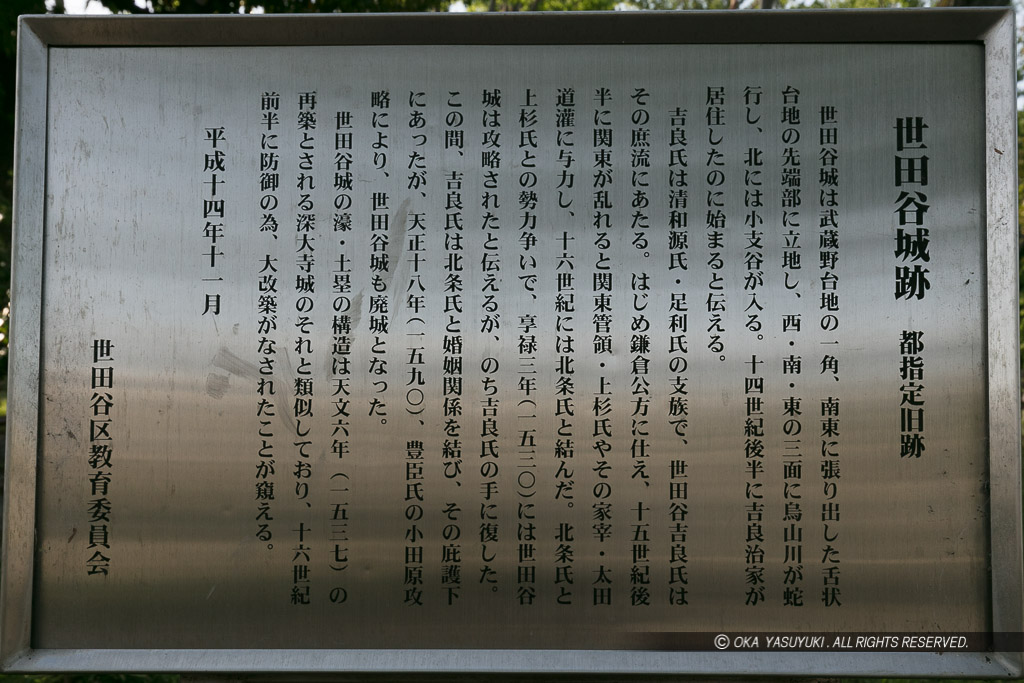 世田谷城跡　都指定旧跡
　世田谷城は武蔵野台地の一角、南東に張り出した舌状
台地の先端部に立地し、西・南・東の三面に烏山川が蛇
行し、北には小支谷が入る。十四世紀後半に吉良治家が
居住したのに始まると伝える。
　吉良氏は清和源氏・足利氏の支族で、世田谷吉良氏は
その庶流にあたる。はじめ鎌倉公方に仕え、十五世紀後
半に関東が乱れると関東管領・上杉氏やその家宰・太田
道灌に与力し、十六世紀には北条氏と結んだ。北条氏と
上杉氏との勢力争いで、享禄三年（一五三〇）には世田谷
城は攻略されたと伝えるが、のち吉良氏の手に復した。
この間、吉良氏は北条氏と婚姻関係を結び、その庇護下
にあったが、天正十八年（一五九〇）、豊臣氏の小田原攻
略により、世田谷城も廃城となった。
　世田谷城の濠・土塁の構造は天文六年（一五三七）の
再築とされる深大寺城のそれと類似しており、十六世紀
前半に防御の為、大改築がなされたことが窺える。
平成十四年十一月
世田谷区教育委員会
© OKA YASUYUKI . ALL RIGHTS RESERVED.